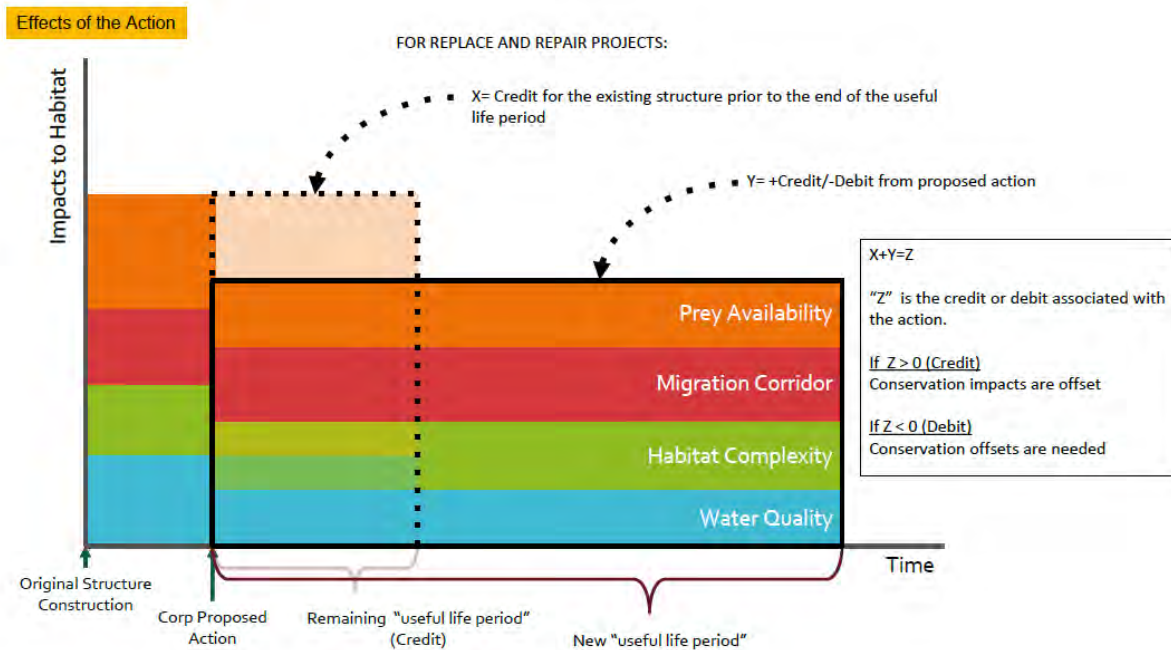 Effects of the Action
FOR REPLACE AND REPAIR PROJECTS:
Impacts to Habitat
X= Credit for the existing structure prior to the end of the useful
life period
Y= +Credit/-Debit from proposed action
X+Y=Z
"Z" is the credit or debit associated with
the action.
If Z > 0 (Credit)
Conservation impacts are offset
If Z < 0 (Debit)
Conservation offsets are needed
Prey Availability
Migration Corridor
Habitat Complexity
Water Quality
Time
Original Structure
Construction
Corp Proposed
Action
Remaining "useful life period"
(Credit)
New "useful life period"